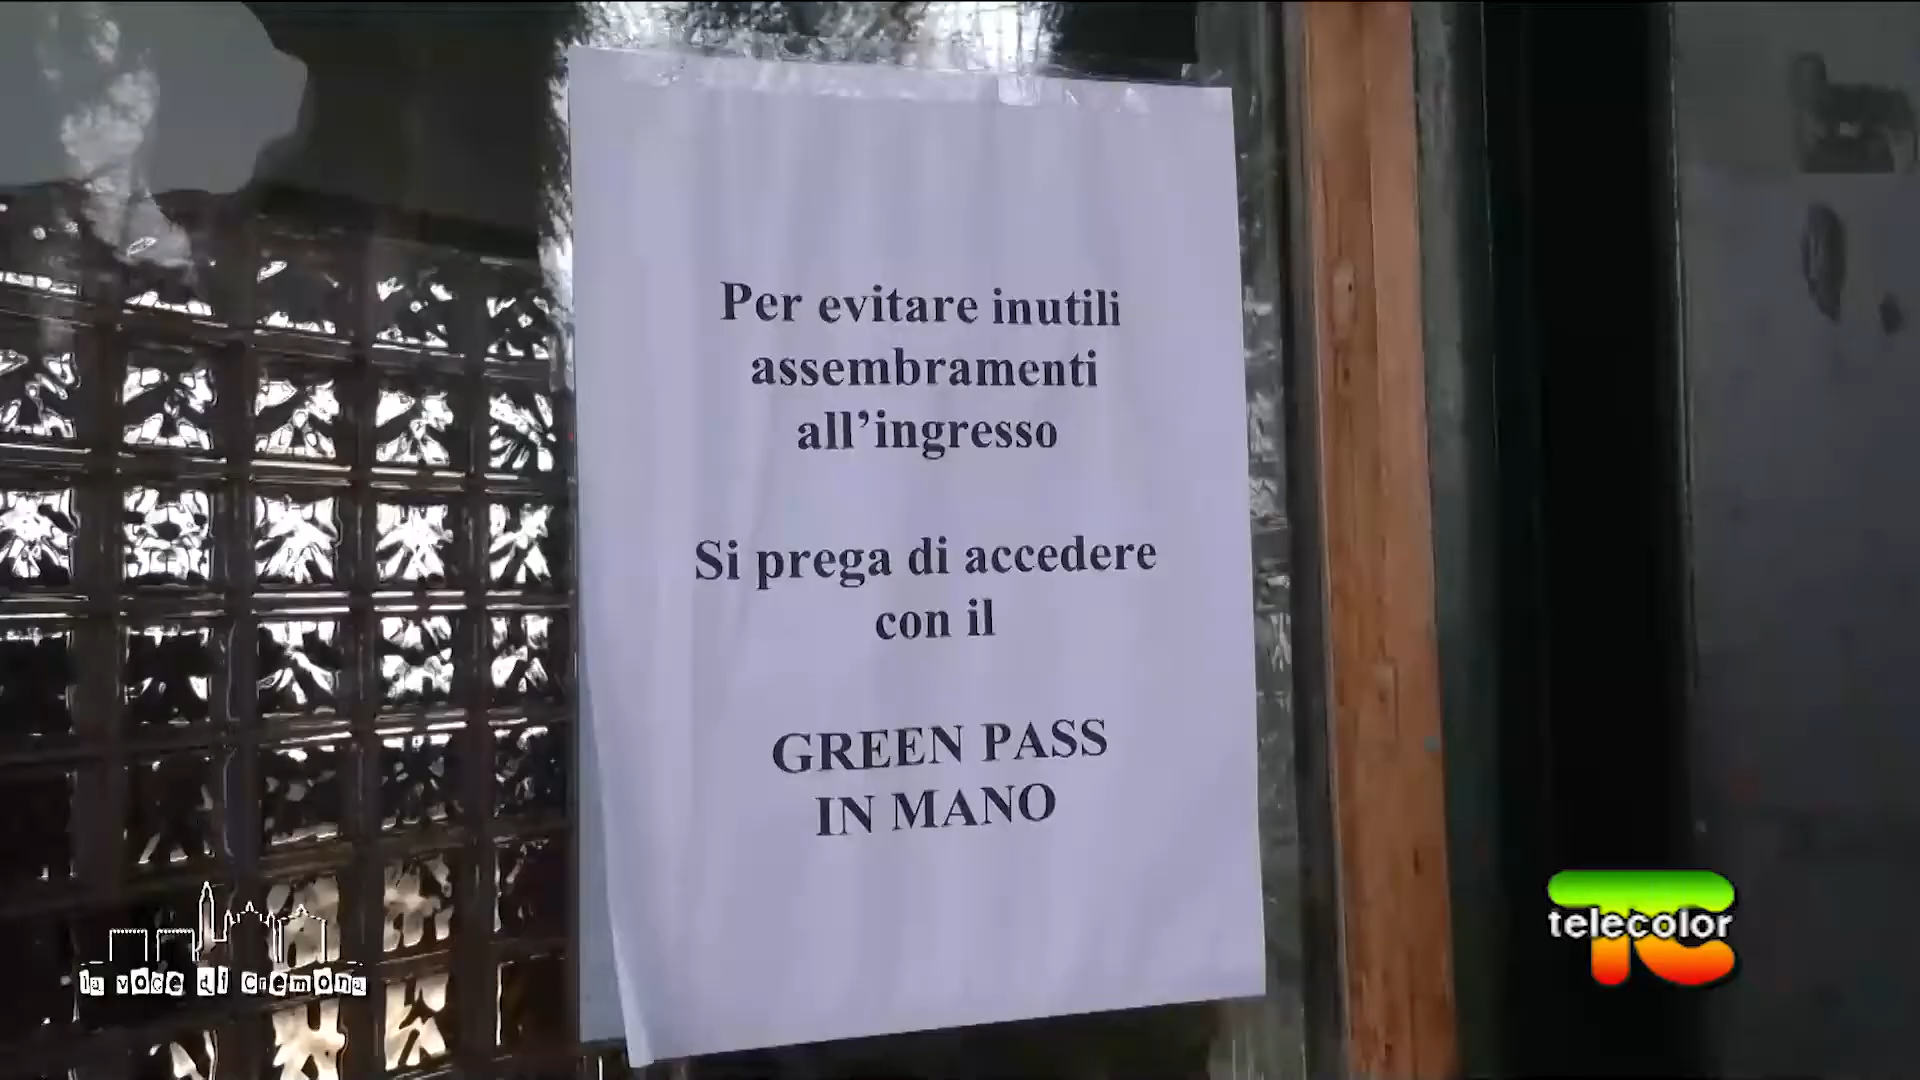 Per evitare inutili
assembramenti
all’ingresso
Si prega di accedere
con il
GREEN PASS
IN MANO
la voce di cremona
telecolor
TC